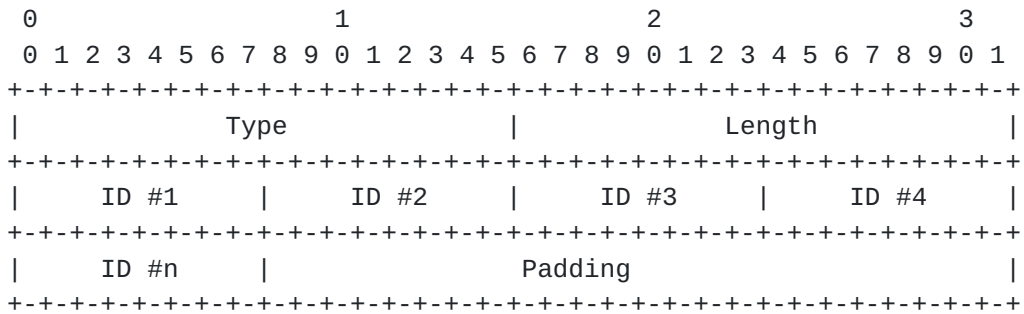 0                   1                   2                   3
 0 1 2 3 4 5 6 7 8 9 0 1 2 3 4 5 6 7 8 9 0 1 2 3 4 5 6 7 8 9 0 1
+-+-+-+-+-+-+-+-+-+-+-+-+-+-+-+-+-+-+-+-+-+-+-+-+-+-+-+-+-+-+-+-+
|             Type              |             Length            |
+-+-+-+-+-+-+-+-+-+-+-+-+-+-+-+-+-+-+-+-+-+-+-+-+-+-+-+-+-+-+-+-+
|     ID #1     |     ID #2     |     ID #3     |     ID #4     |
+-+-+-+-+-+-+-+-+-+-+-+-+-+-+-+-+-+-+-+-+-+-+-+-+-+-+-+-+-+-+-+-+
|     ID #n     |                Padding                        |
+-+-+-+-+-+-+-+-+-+-+-+-+-+-+-+-+-+-+-+-+-+-+-+-+-+-+-+-+-+-+-+-+